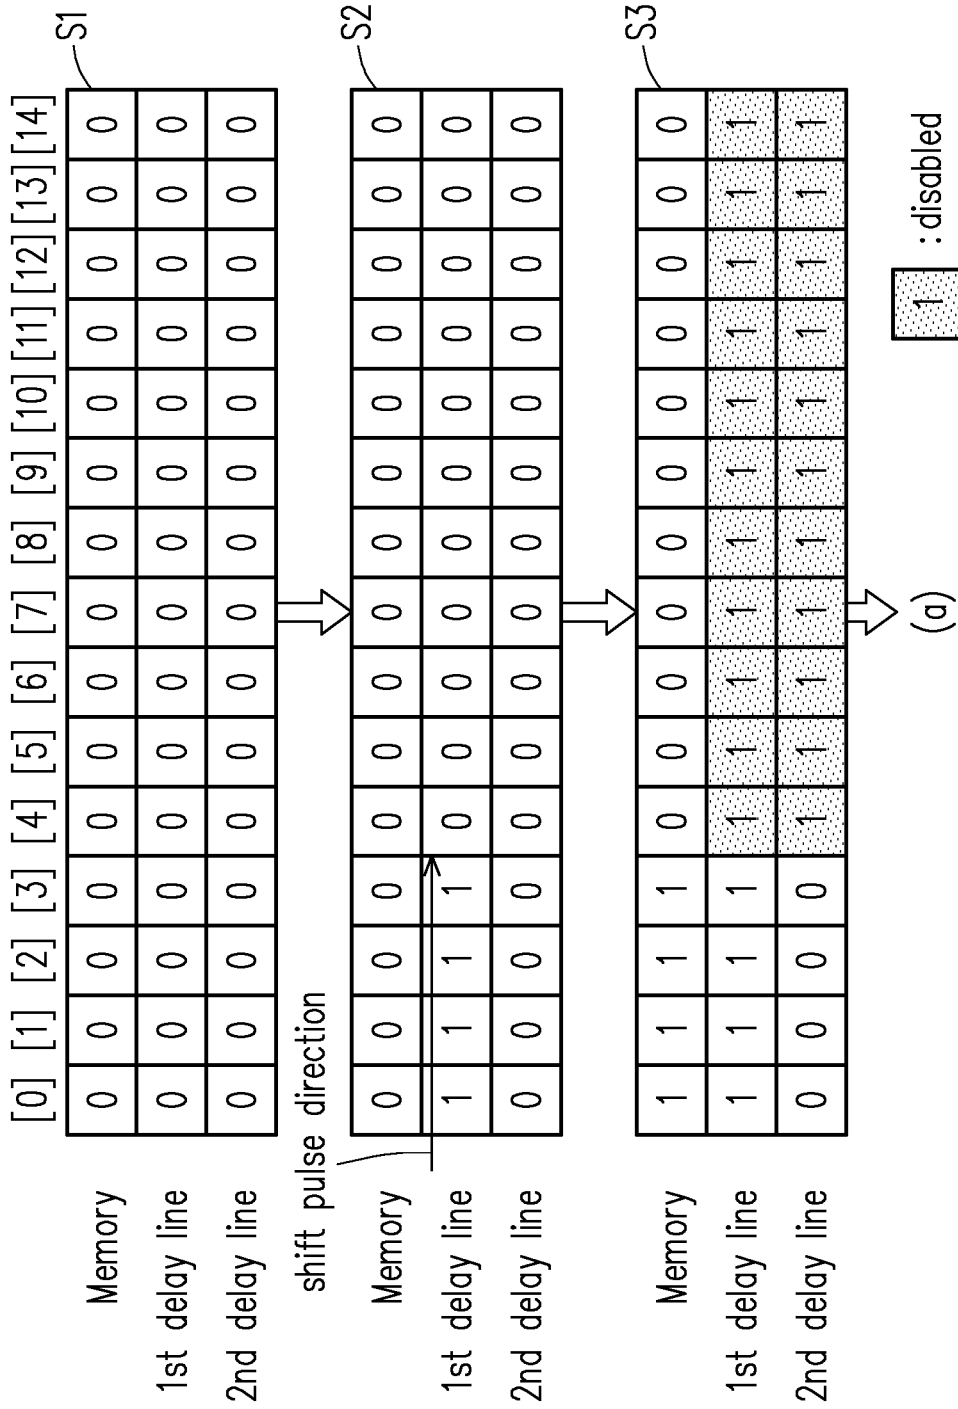 [0] [1] [2] [3] [4] [5] [6] [7] [8] [9] [10] [11] [12] [13] [14]
S1
Memory 0 0 0 0 0 0 0 0 0 0 0 0 0 0 0
1st delay line 0 0 0 0 0 0 0 0 0 0 0 0 0 0 0
2nd delay line 0 0 0 0 0 0 0 0 0 0 0 0 0 0 0
shift pulse direction
S2
Memory 0 0 0 0 0 0 0 0 0 0 0 0 0 0 0
1st delay line 1 1 1 1 0 0 0 0 0 0 0 0 0 0 0
2nd delay line 0 0 0 0 0 0 0 0 0 0 0 0 0 0 0
S3
Memory 1 1 1 1 0 0 0 0 0 0 0 0 0 0 0
1st delay line 1 1 1 1 1 1 1 1 1 1 1 1 1 1 1
2nd delay line 0 0 0 0 1 1 1 1 1 1 1 1 1 1 1
(a)
1 :disabled